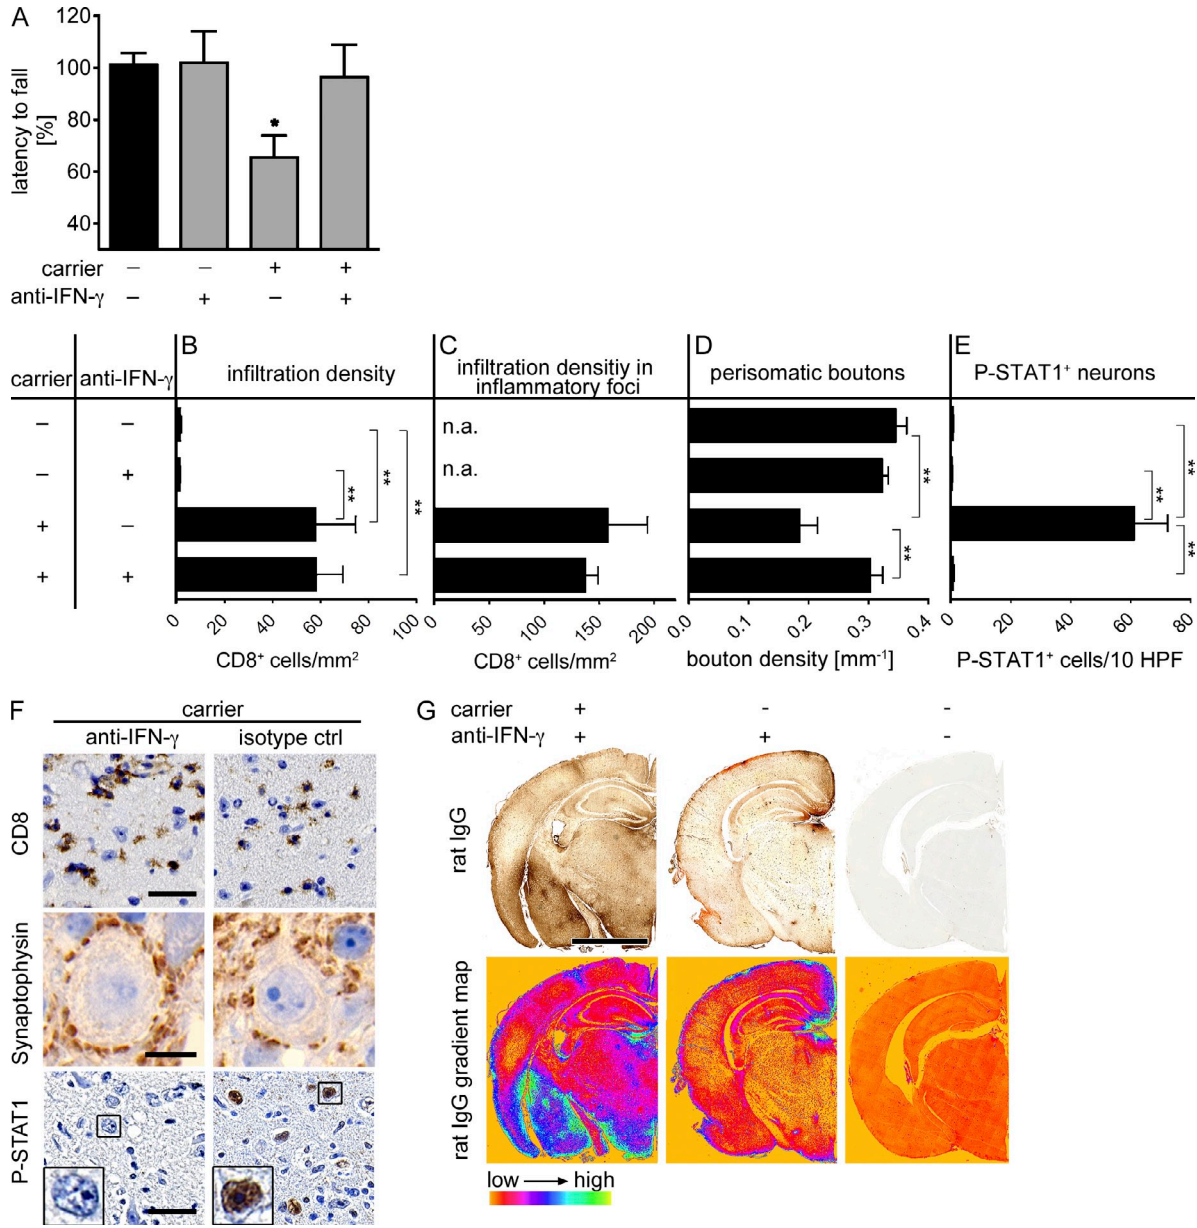 A
120
100
80
60
40
latency to fall
[%]
*
carrier – – + +
anti-IFN-γ – + – +
carrier anti-IFN-γ
– –
– +
+ –
+ +
B
infiltration density
** ** **
0 20 40 60 80 100
CD8⁺ cells/mm²
C
infiltration densitiy in
inflammatory foci
n.a.
n.a.
0 50 100 150 200
CD8⁺ cells/mm²
D
perisomatic boutons
**
**
0.0 0.1 0.2 0.3 0.4
bouton density [mm⁻¹]
E
P-STAT1⁺ neurons
** **
**
0 20 40 60 80
P-STAT1⁺ cells/10 HPF
F
carrier
anti-IFN-γ isotype ctrl
CD8
Synaptophysin
P-STAT1
G
carrier + - -
anti-IFN-γ + + -
rat IgG
rat IgG gradient map
low → high